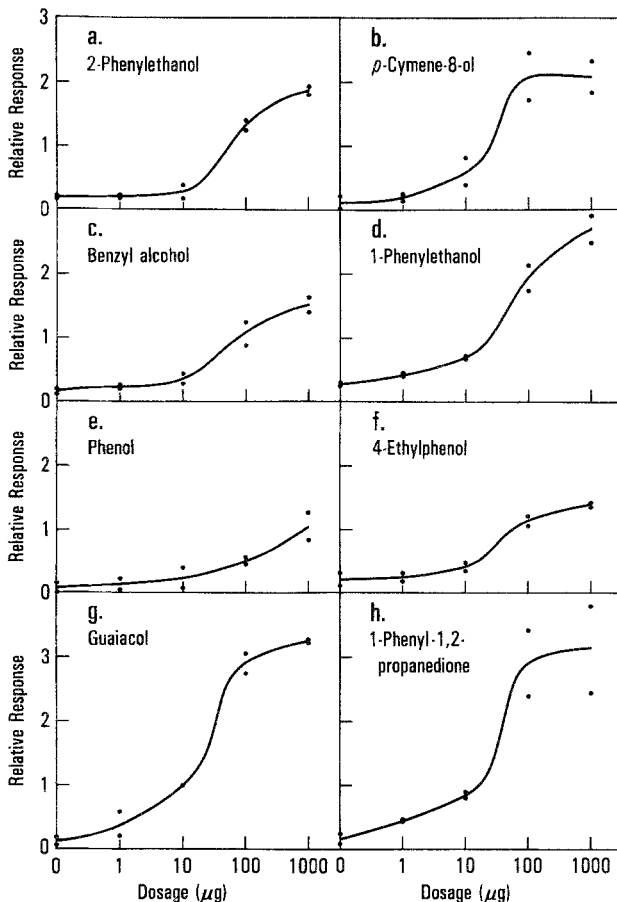 a.
2-Phenylethanol
b.
p-Cymene-8-ol
Relative Response
3
2
1
0
c.
Benzyl alcohol
d.
1-Phenylethanol
Relative Response
2
1
0
e.
Phenol
f.
4-Ethylphenol
Relative Response
2
1
0
g.
Guaiacol
h.
1-Phenyl-1,2-
propanedione
Relative Response
3
2
1
0
0 1 10 100 1000
0 1 10 100 1000
Dosage (μg)
Dosage (μg)